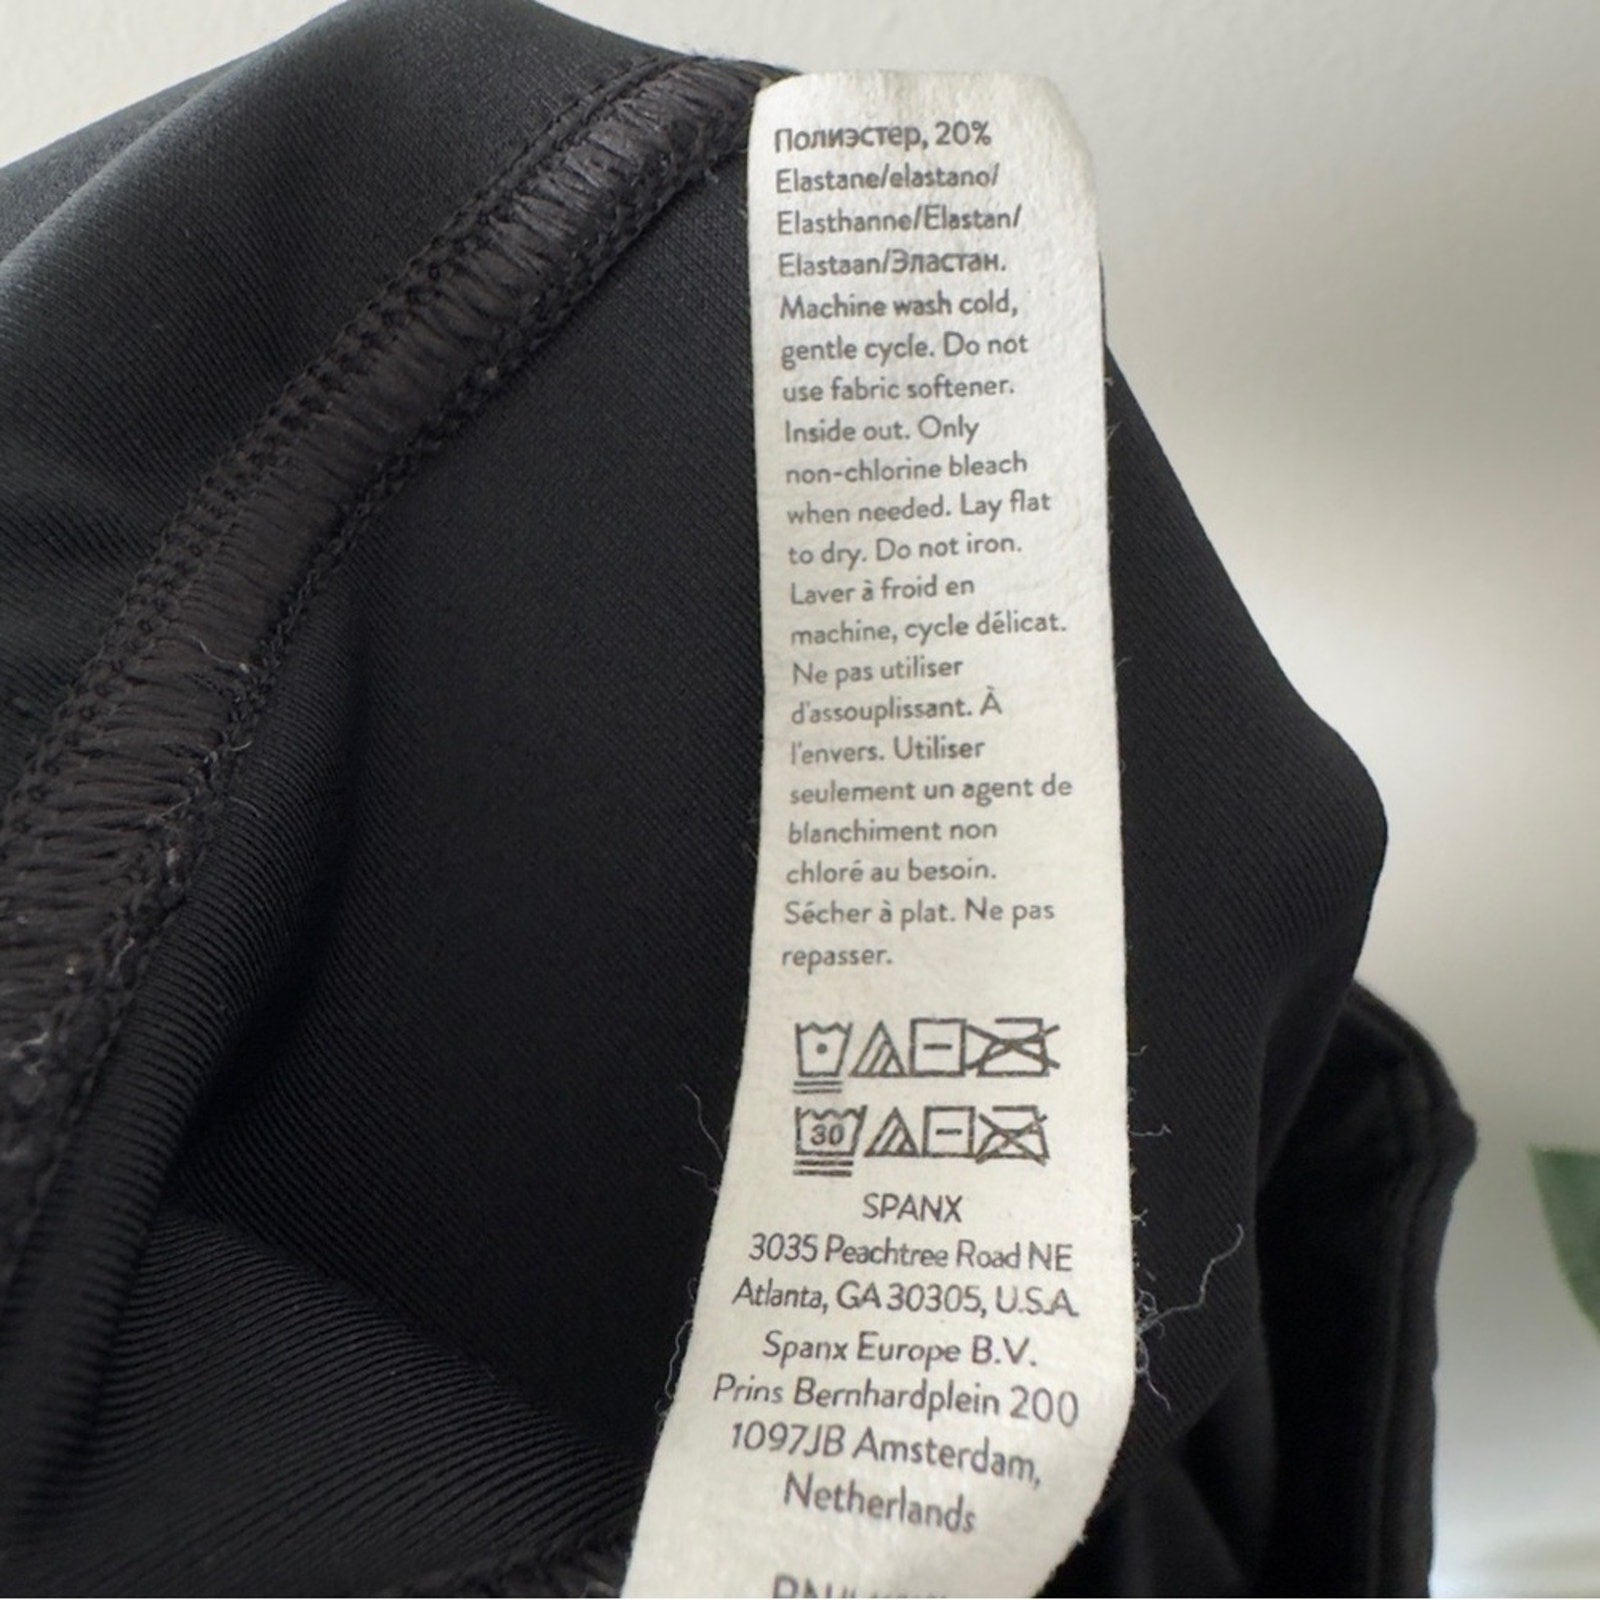 Полиэстер, 20%
Elastane/elastano/
Elasthanne/Elastan/
Elastaan/Эластан.
Machine wash cold,
gentle cycle. Do not
use fabric softener.
Inside out. Only
non-chlorine bleach
when needed. Lay flat
to dry. Do not iron.
Laver à froid en
machine, cycle délicat.
Ne pas utiliser
d'assouplissant. À
l'envers. Utiliser
seulement un agent de
blanchiment non
chloré au besoin.
Sécher à plat. Ne pas
repasser.
30
SPANX
3035 Peachtree Road NE
Atlanta, GA 30305, U.S.A.
Spanx Europe B.V.
Prins Bernhardplein 200
1097JB Amsterdam,
Netherlands